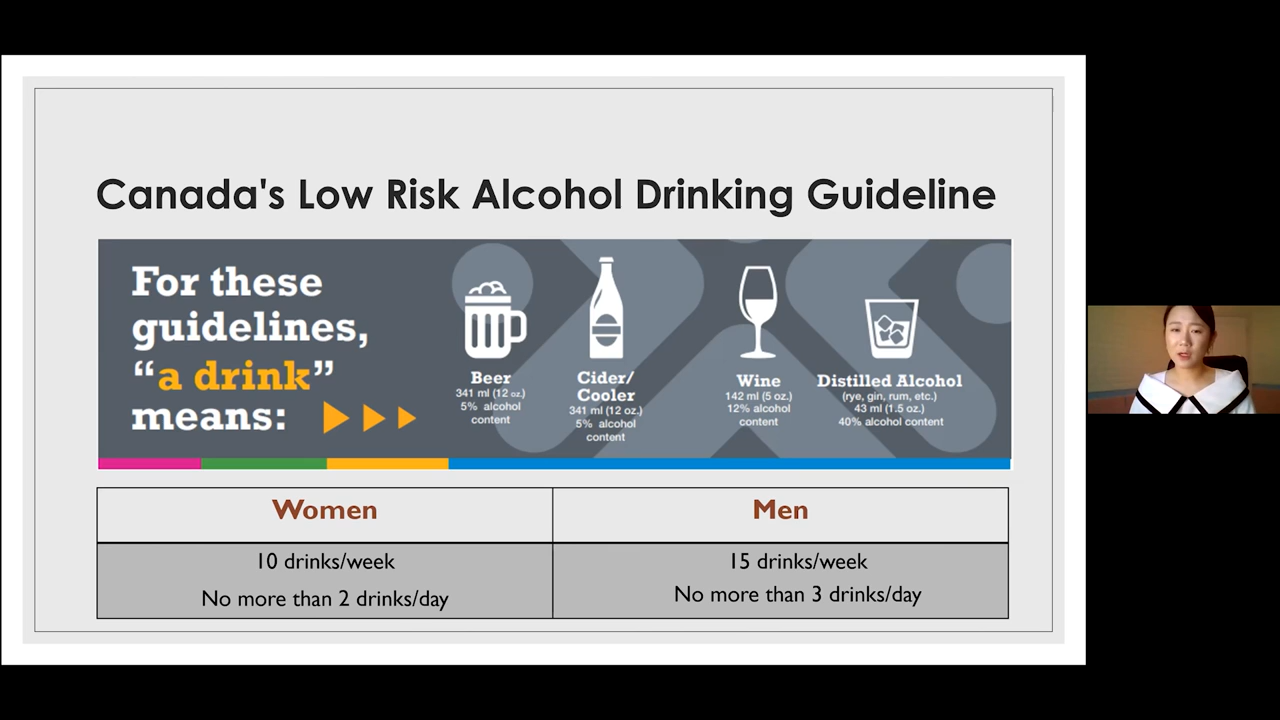 Canada's Low Risk Alcohol Drinking Guideline
For these
guidelines,
“a drink”
means:
Beer
341 ml (12 oz.)
5% alcohol
content
Cider/
Cooler
341 ml (12 oz.)
5% alcohol
content
Wine
142 ml (5 oz.)
12% alcohol
content
Distilled Alcohol
(rye, gin, rum, etc.)
43 ml (1.5 oz.)
40% alcohol content
Women
Men
10 drinks/week
No more than 2 drinks/day
15 drinks/week
No more than 3 drinks/day